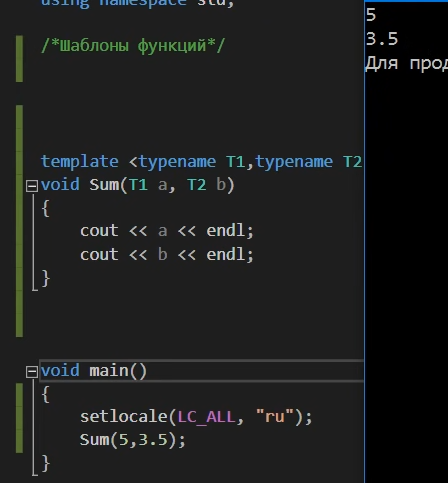 using namespace std;
/*Шаблоны функций*/
template <typename T1,typename T2
void Sum(T1 a, T2 b)
{
cout << a << endl;
cout << b << endl;
}
void main()
{
setlocale(LC_ALL, "ru");
Sum(5,3.5);
}
5
3.5
Для прод